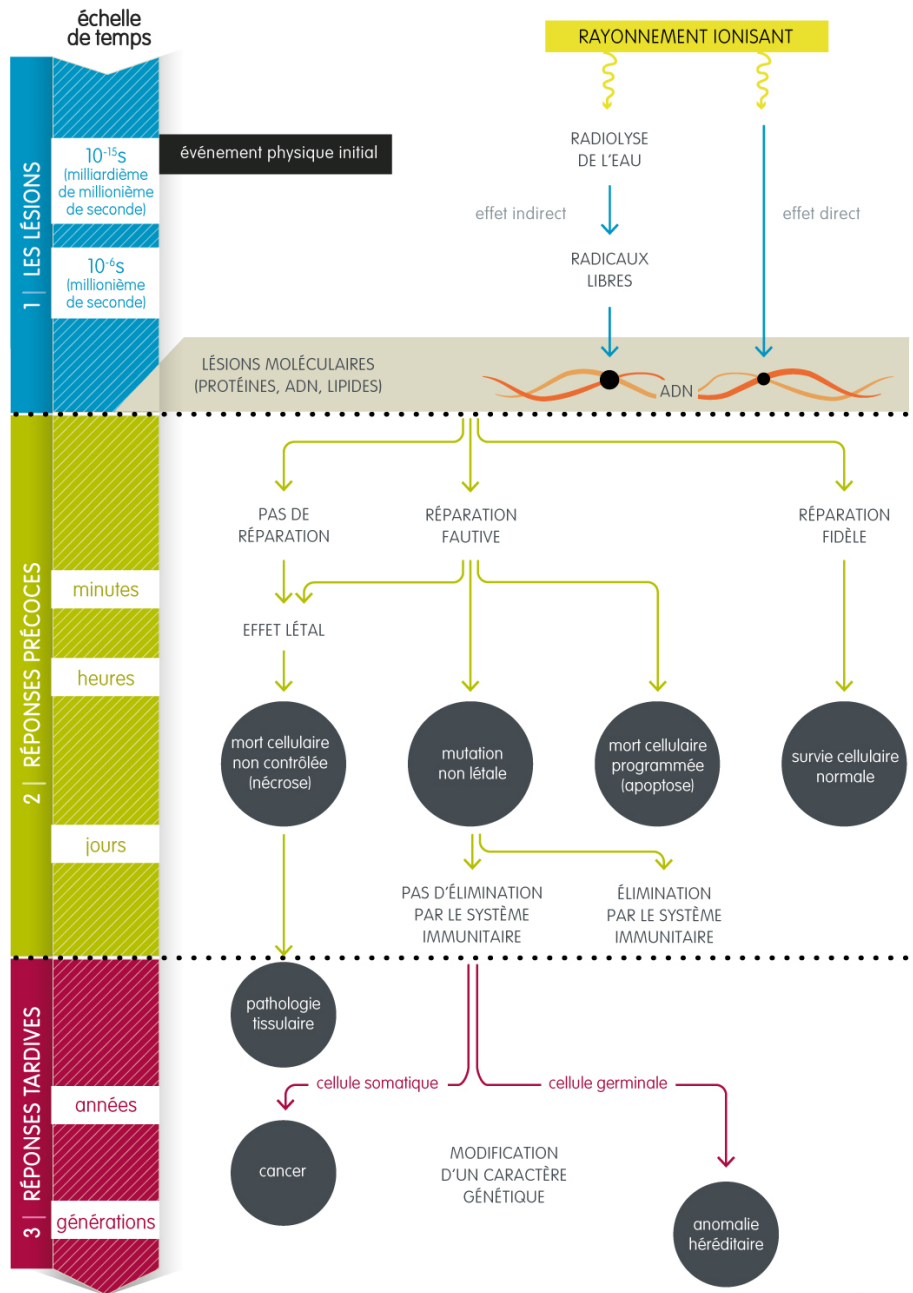 échelle
de temps
RAYONNEMENT IONISANT
1 | LES LÉSIONS
10⁻¹⁵s
(milliardième
de millionième
de seconde)
événement physique initial
RADIOLYSE
DE L'EAU
effet indirect
effet direct
10⁻⁶s
(millionième
de seconde)
RADICAUX
LIBRES
LÉSIONS MOLÉCULAIRES
(PROTÉINES, ADN, LIPIDES)
ADN
2 | RÉPONSES PRÉCOCES
PAS DE
RÉPARATION
RÉPARATION
FAUTIVE
RÉPARATION
FIDÈLE
minutes
EFFET LÉTAL
heures
mort cellulaire
non contrôlée
(nécrose)
mutation
non létale
mort cellulaire
programmée
(apoptose)
survie cellulaire
normale
jours
PAS D'ÉLIMINATION
PAR LE SYSTÈME
IMMUNITAIRE
ÉLIMINATION
PAR LE SYSTÈME
IMMUNITAIRE
3 | RÉPONSES TARDIVES
pathologie
tissulaire
cellule somatique
cellule germinale
années
cancer
MODIFICATION
D'UN CARACTÈRE
GÉNÉTIQUE
générations
anomalie
héréditaire